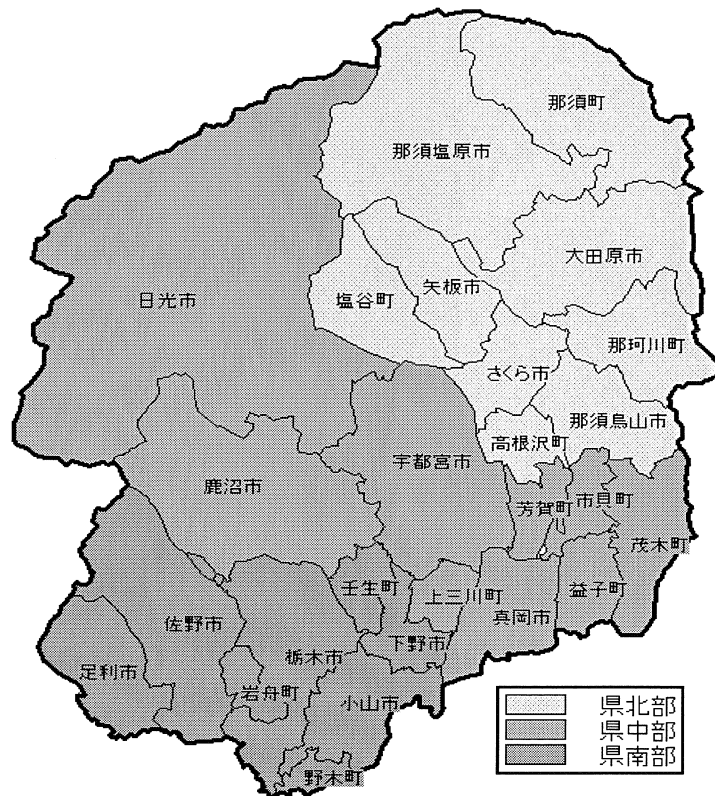 那須町
那須塩原市
大田原市
矢板市
塩谷町
日光市
那珂川町
さくら市
那須烏山市
高根沢町
宇都宮市
鹿沼市
芳賀町
市貝町
茂木町
壬生町
上三川町
益子町
真岡市
佐野市
下野市
栃木市
足利市
岩舟町
小山市
野木町
県北部
県中部
県南部